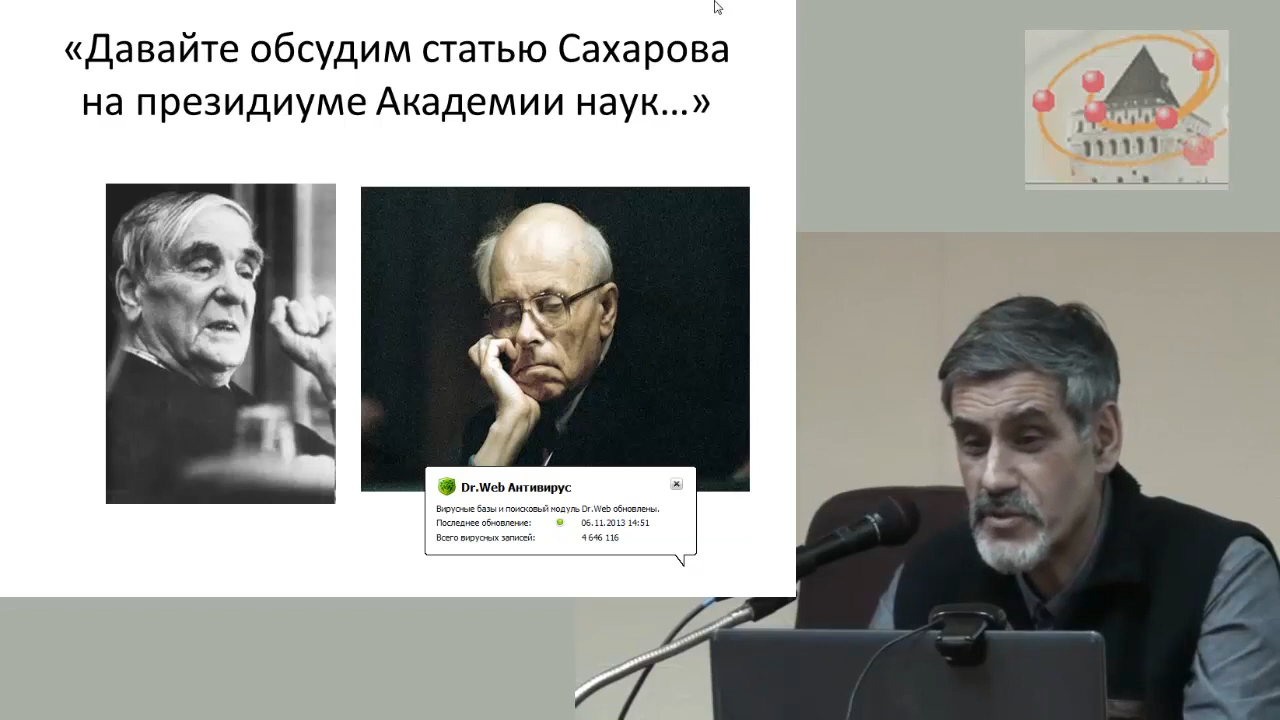 «Давайте обсудим статью Сахарова
на президиуме Академии наук...»
Dr.Web Антивирус
Вирусные базы и поисковый модуль Dr.Web обновлены.
Последнее обновление: 06.11.2013 14:51
Всего вирусных записей: 4 646 116